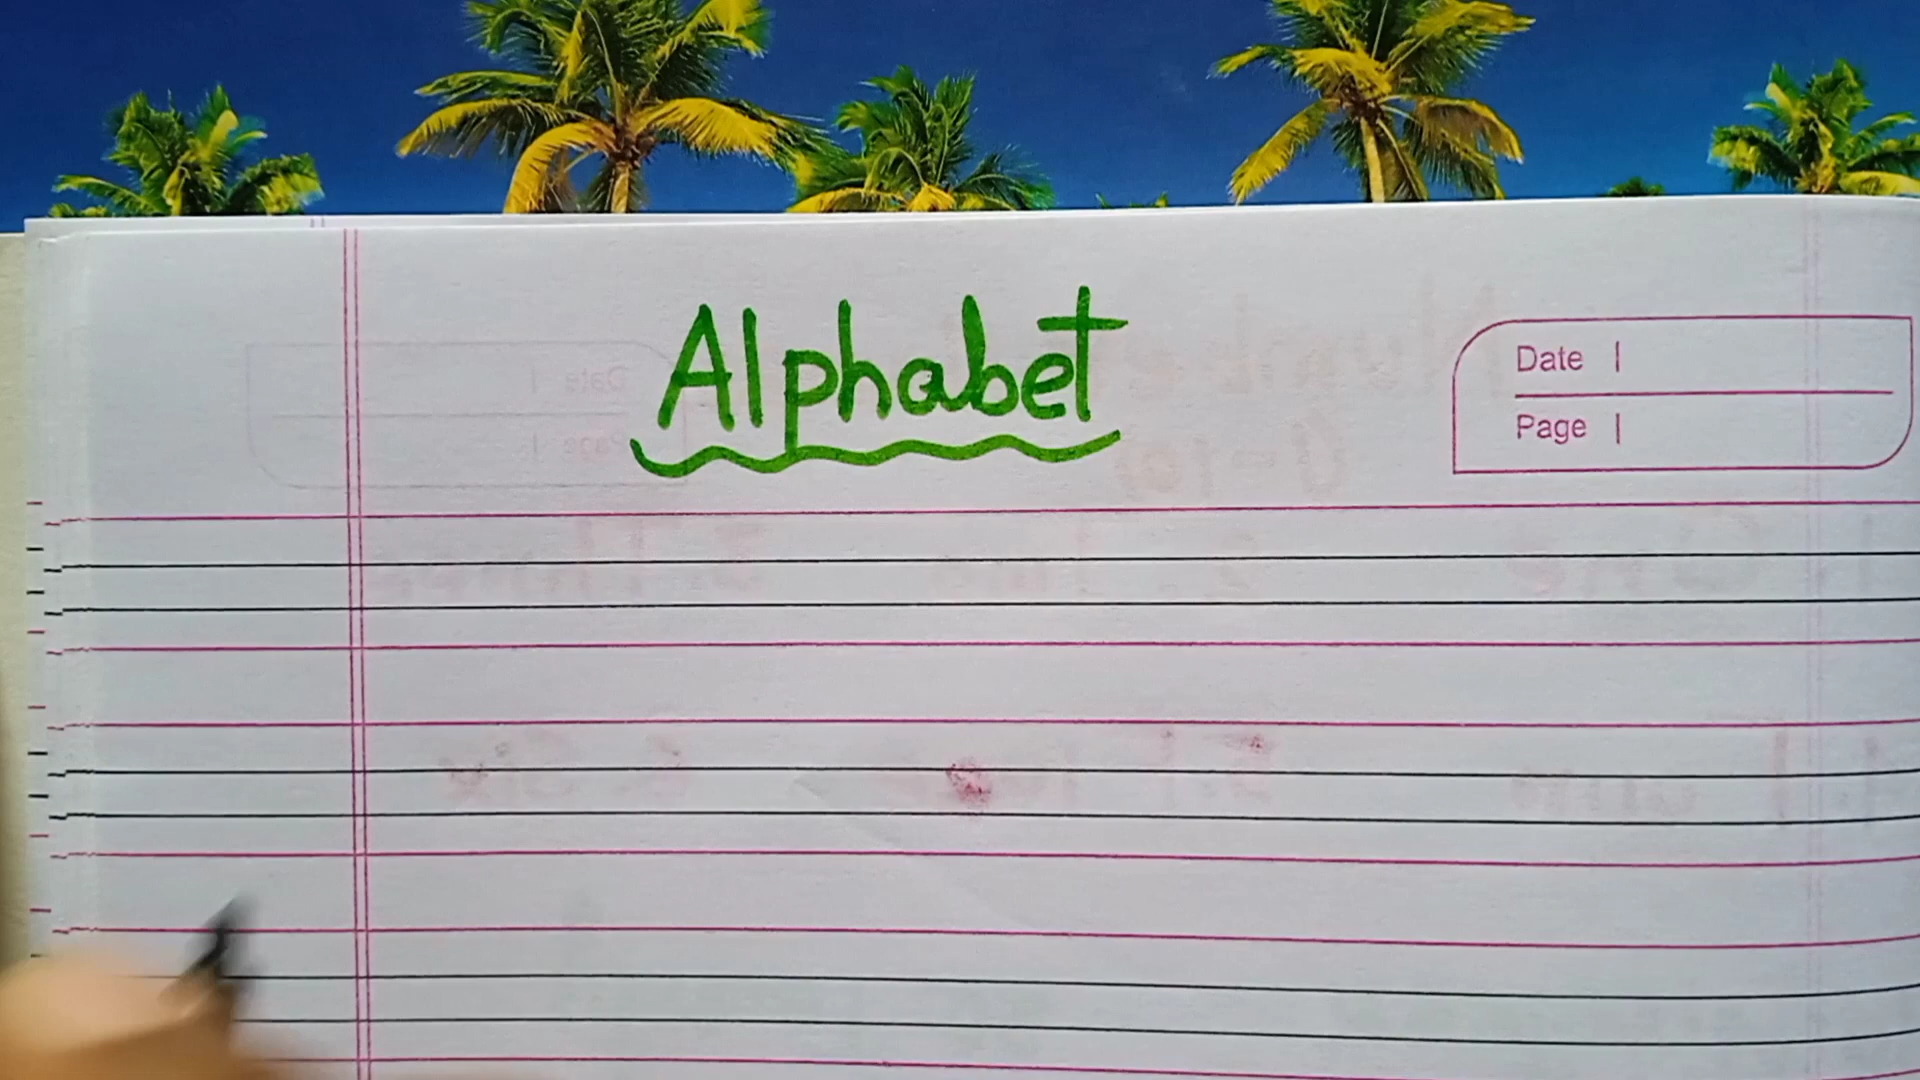 Alphabet
Date |
Page |